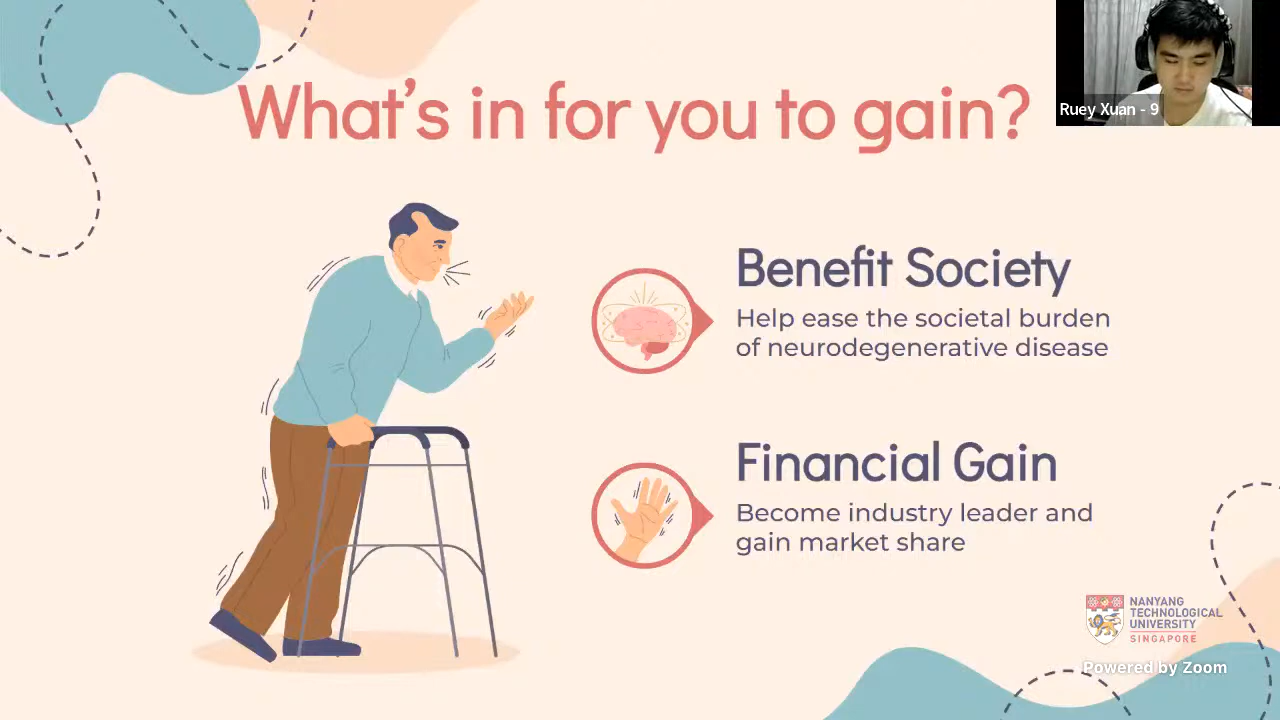 What's in for you to gain?
Ruey Xuan - 9
Benefit Society
Help ease the societal burden
of neurodegenerative disease
Financial Gain
Become industry leader and
gain market share
NANYANG
TECHNOLOGICAL
UNIVERSITY
SINGAPORE
Powered by Zoom